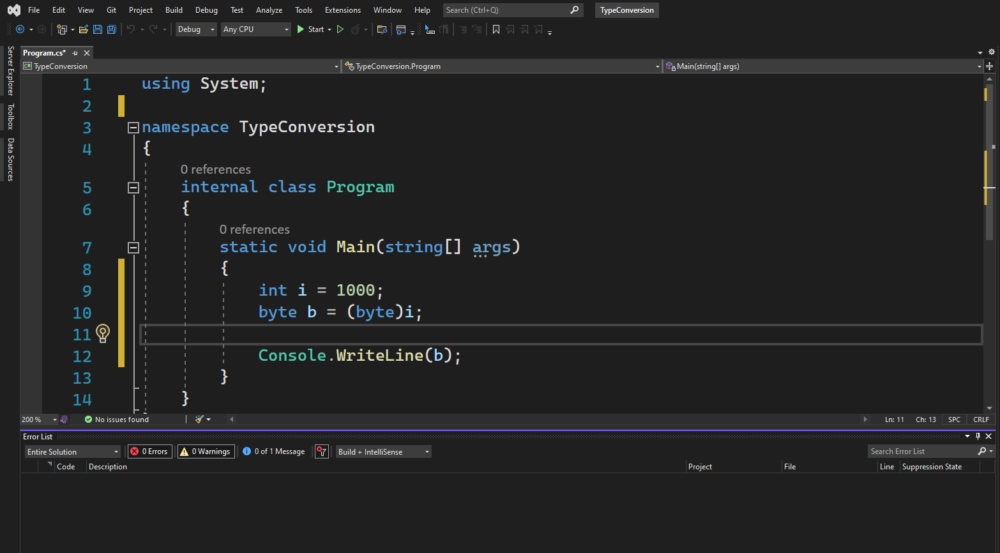 File Edit View Git Project Build Debug Test Analyze Tools Extensions Window Help Search (Ctrl+Q) TypeConversion
Debug Any CPU Start
Server Explorer
Toolbox
Data Sources
Program.cs*
C# TypeConversion TypeConversion.Program Main(string[] args)
1 using System;
2
3 namespace TypeConversion
4 {
0 references
5 internal class Program
6 {
0 references
7 static void Main(string[] args)
8 {
9 int i = 1000;
10 byte b = (byte)i;
11
12 Console.WriteLine(b);
13 }
14 }
200 % No issues found Ln: 11 Ch: 13 SPC CRLF
Error List
Entire Solution 0 Errors 0 Warnings 0 of 1 Message Build + IntelliSense Search Error List
Code Description Project File Line Suppression State